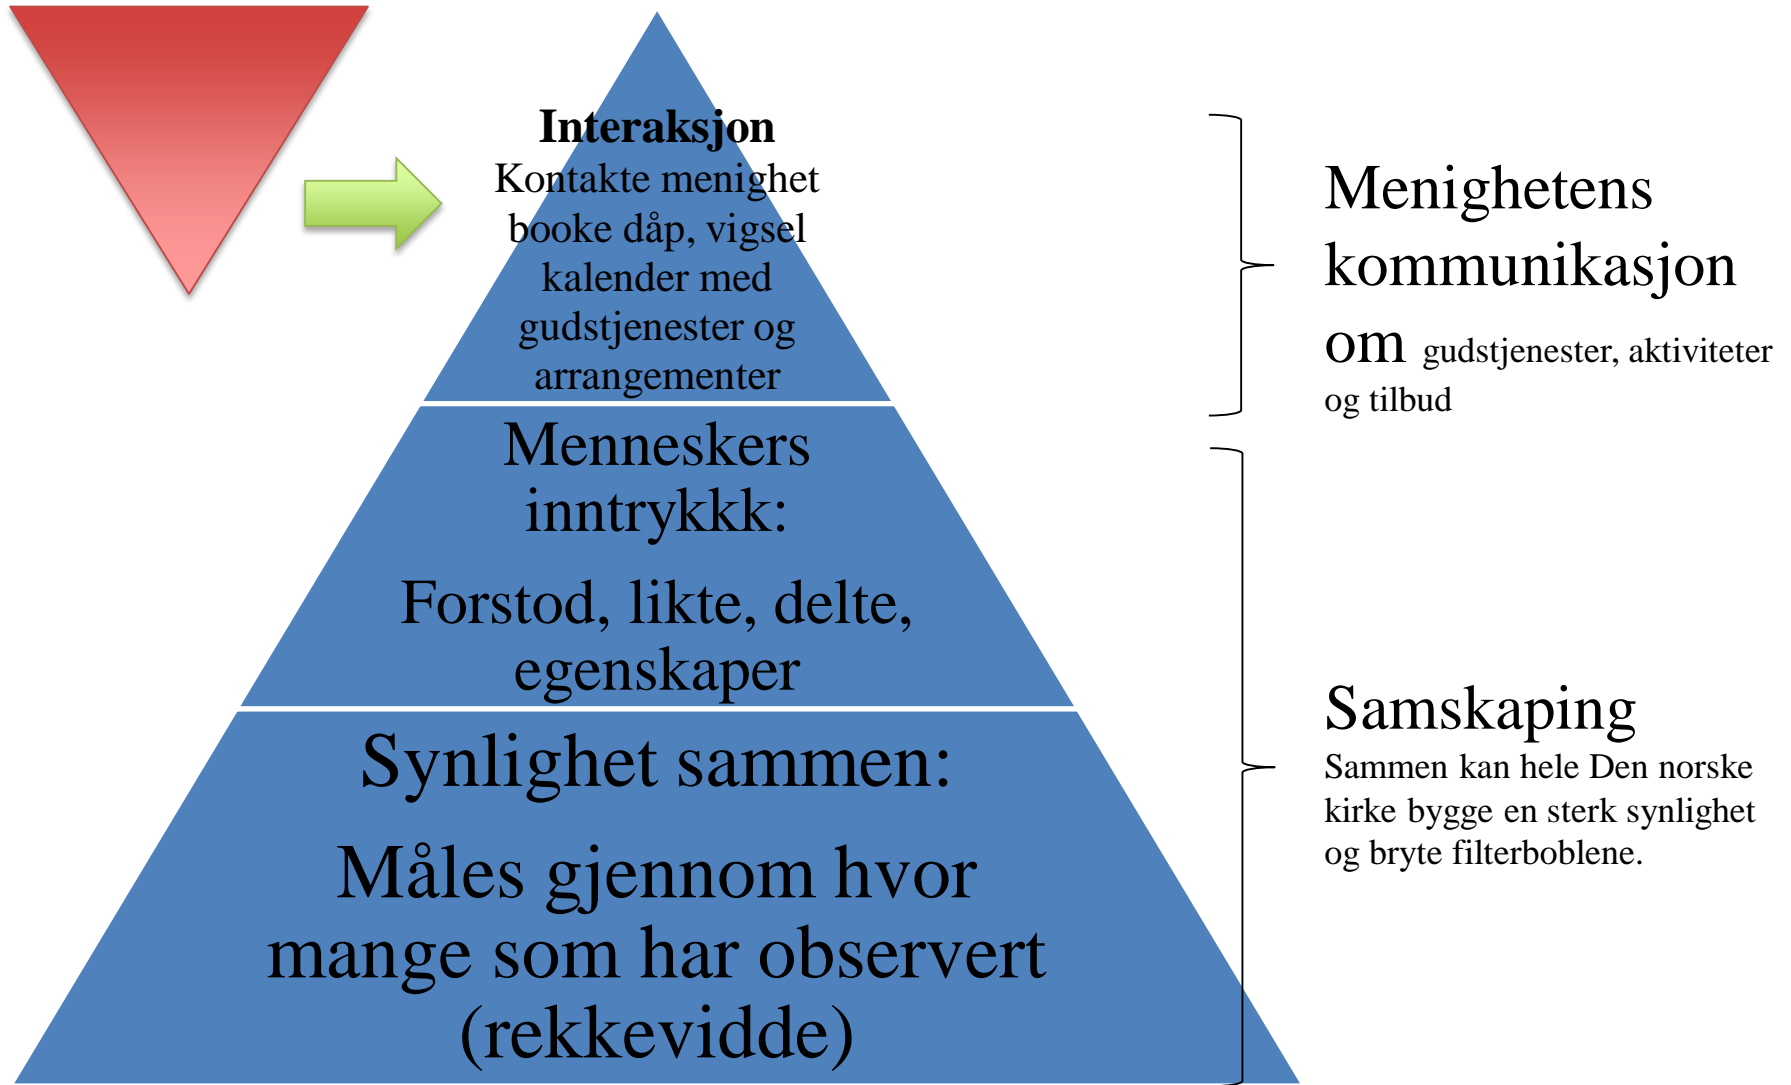 Interaksjon
Kontakte menighet
booke dåp, vigsel
kalender med
gudstjenester og
arrangementer
Menneskers
inntrykkk:
Forstod, likte, delte,
egenskaper
Synlighet sammen:
Måles gjennom hvor
mange som har observert
(rekkevidde)
Menighetens
kommunikasjon
om gudstjenester, aktiviteter
og tilbud
Samskaping
Sammen kan hele Den norske
kirke bygge en sterk synlighet
og bryte filterboblene.